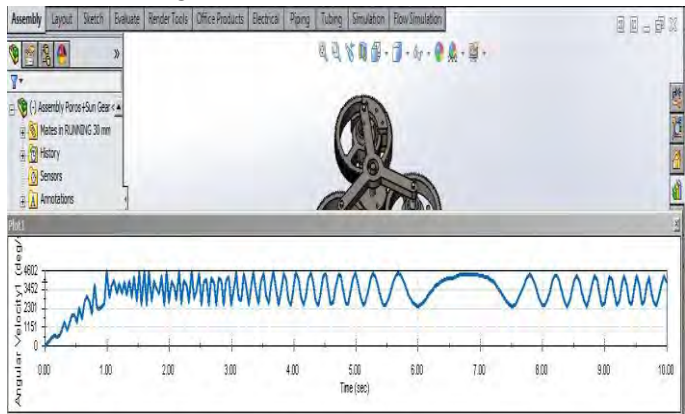 Assembly Layout Sketch Evaluate Render Tools Office Products Electrical Piping Tubing Simulation Flow Simulation
(-) Assembly Poros+Sun Gear <
Mates in RUNNING 30 mm
History
Sensors
Annotations
Plot1
Angular Velocity1 (deg/s
4602
3452
2301
1151
0
0.00 1.00 2.00 3.00 4.00 5.00 6.00 7.00 8.00 9.00 10.00
Time (sec)